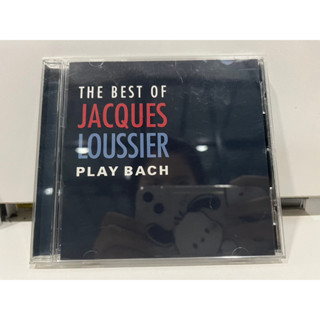 THE BEST OF
JACQUES
LOUSSIER
PLAY BACH